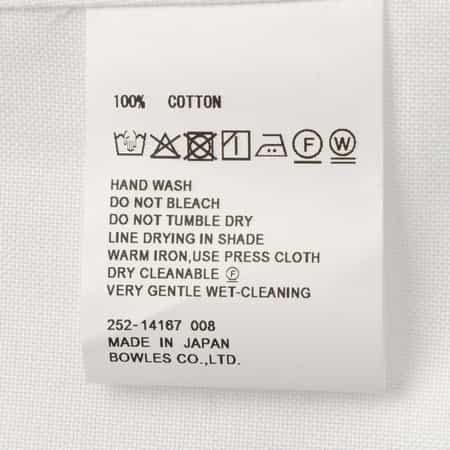 100% COTTON
F W
HAND WASH
DO NOT BLEACH
DO NOT TUMBLE DRY
LINE DRYING IN SHADE
WARM IRON,USE PRESS CLOTH
DRY CLEANABLE Ⓕ
VERY GENTLE WET-CLEANING
252-14167 008
MADE IN JAPAN
BOWLES CO.,LTD.